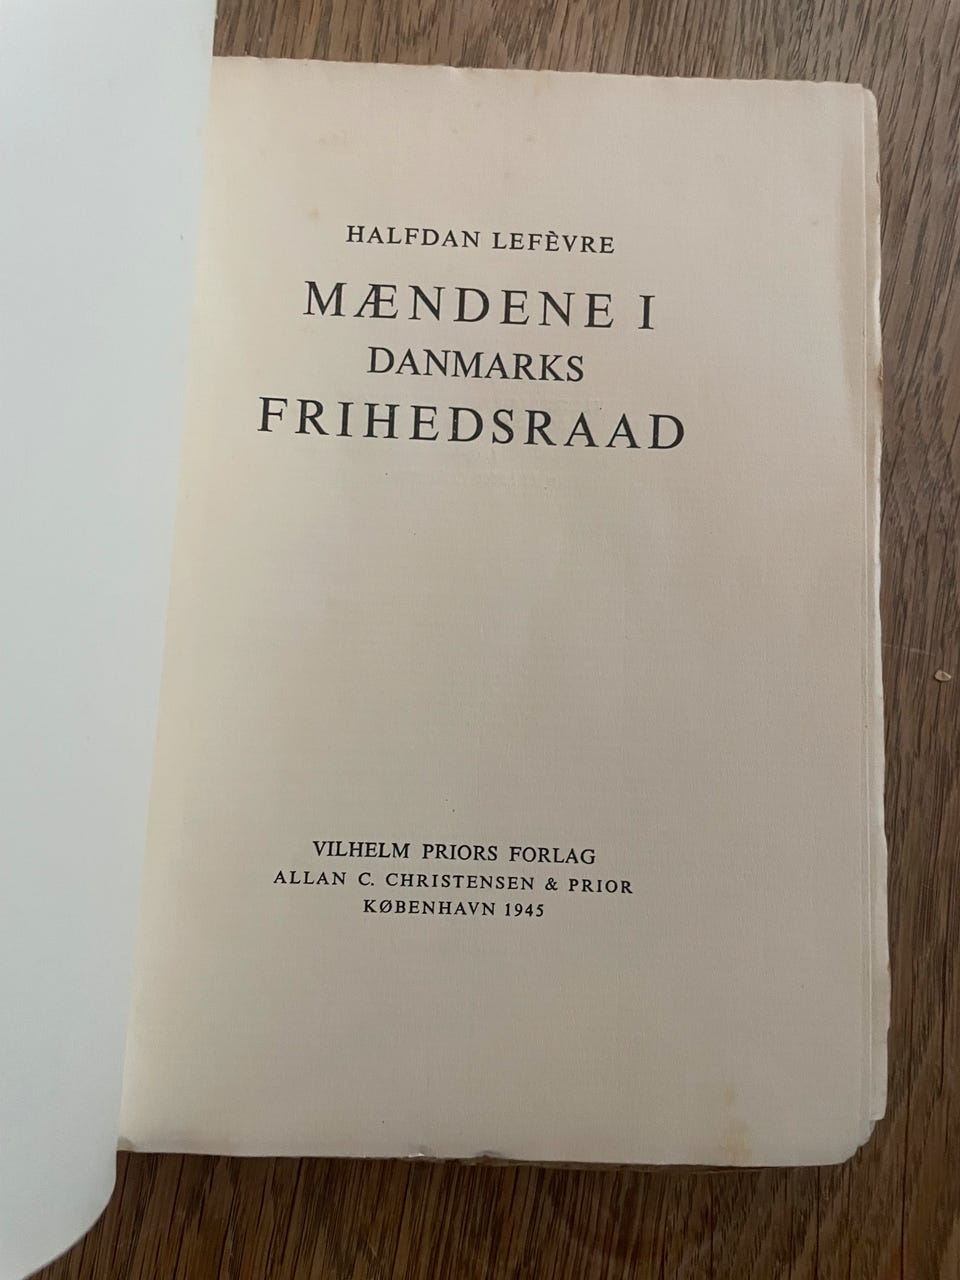 HALFDAN LEFÈVRE
MÆNDENE I
DANMARKS
FRIHEDSRAAD
VILHELM PRIORS FORLAG
ALLAN C. CHRISTENSEN & PRIOR
KØBENHAVN 1945